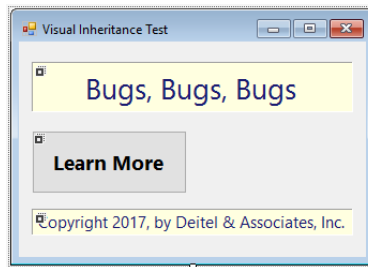 Visual Inheritance Test
Bugs, Bugs, Bugs
Learn More
Copyright 2017, by Deitel & Associates, Inc.